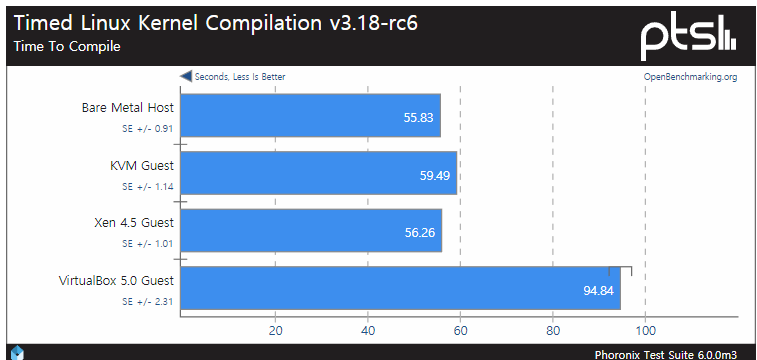 Timed Linux Kernel Compilation v3.18-rc6
Time To Compile
ptsl
Seconds, Less Is Better
OpenBenchmarking.org
Bare Metal Host
SE +/- 0.91
55.83
KVM Guest
SE +/- 1.14
59.49
Xen 4.5 Guest
SE +/- 1.01
56.26
VirtualBox 5.0 Guest
SE +/- 2.31
94.84
20 40 60 80 100
Phoronix Test Suite 6.0.0m3